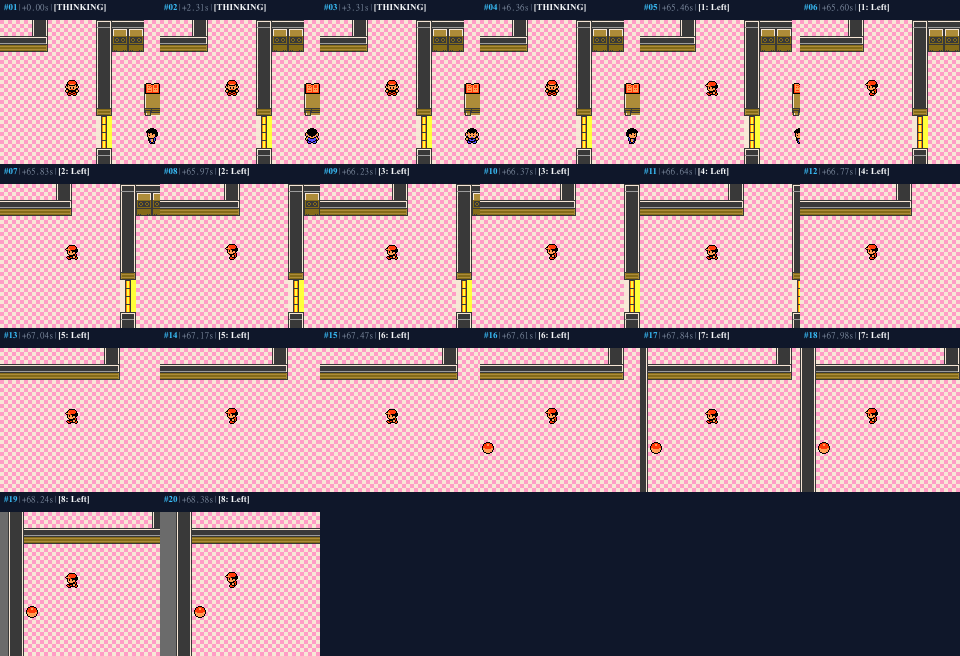 #01|+0.00s|[THINKING]
#02|+2.31s|[THINKING]
#03|+3.31s|[THINKING]
#04|+6.36s|[THINKING]
#05|+65.46s|[1: Left]
#06|+65.60s|[1: Left]
#07|+65.83s|[2: Left]
#08|+65.97s|[2: Left]
#09|+66.23s|[3: Left]
#10|+66.37s|[3: Left]
#11|+66.64s|[4: Left]
#12|+66.77s|[4: Left]
#13|+67.04s|[5: Left]
#14|+67.17s|[5: Left]
#15|+67.47s|[6: Left]
#16|+67.61s|[6: Left]
#17|+67.84s|[7: Left]
#18|+67.98s|[7: Left]
#19|+68.24s|[8: Left]
#20|+68.38s|[8: Left]